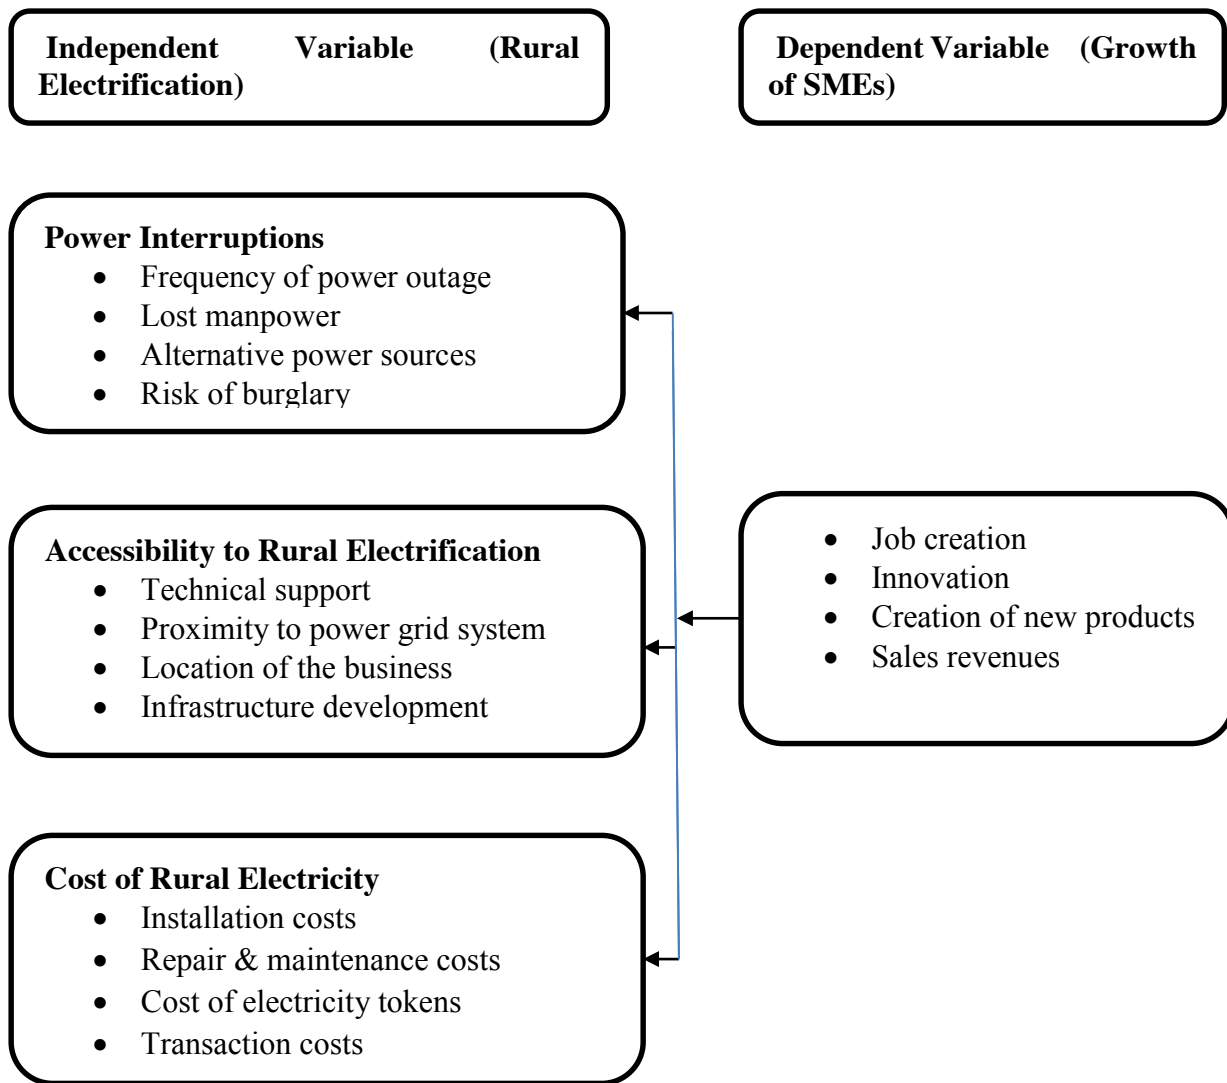 Independent Variable (Rural
Electrification)
Dependent Variable (Growth
of SMEs)
Power Interruptions
• Frequency of power outage
• Lost manpower
• Alternative power sources
• Risk of burglary
Accessibility to Rural Electrification
• Technical support
• Proximity to power grid system
• Location of the business
• Infrastructure development
• Job creation
• Innovation
• Creation of new products
• Sales revenues
Cost of Rural Electricity
• Installation costs
• Repair & maintenance costs
• Cost of electricity tokens
• Transaction costs